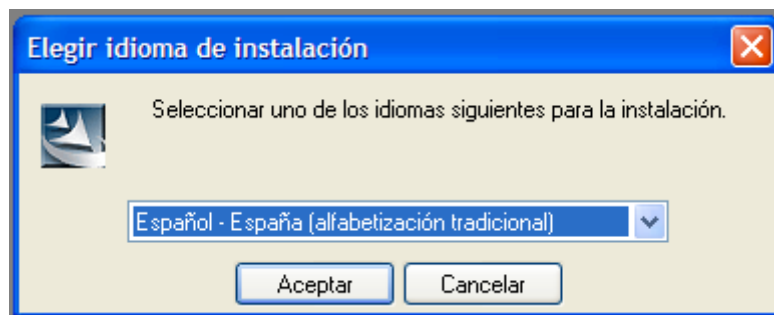 Elegir idioma de instalación
Seleccionar uno de los idiomas siguientes para la instalación.
Español - España (alfabetización tradicional)
Aceptar Cancelar